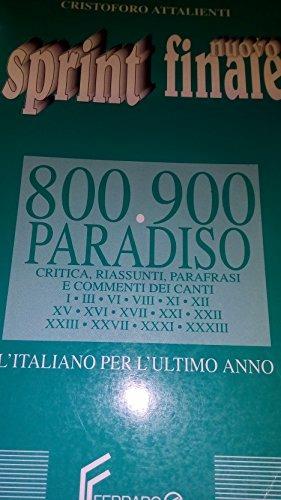 CRISTOFORO ATTALIENTI
nuovo
sprint finale
800.900
PARADISO
CRITICA, RIASSUNTI, PARAFRASI
E COMMENTI DEI CANTI
I • III • VI • VIII • XI • XII
XV • XVI • XVII • XXI • XXII
XXIII • XXVII • XXXI • XXXIII
L'ITALIANO PER L'ULTIMO ANNO
FERRARO